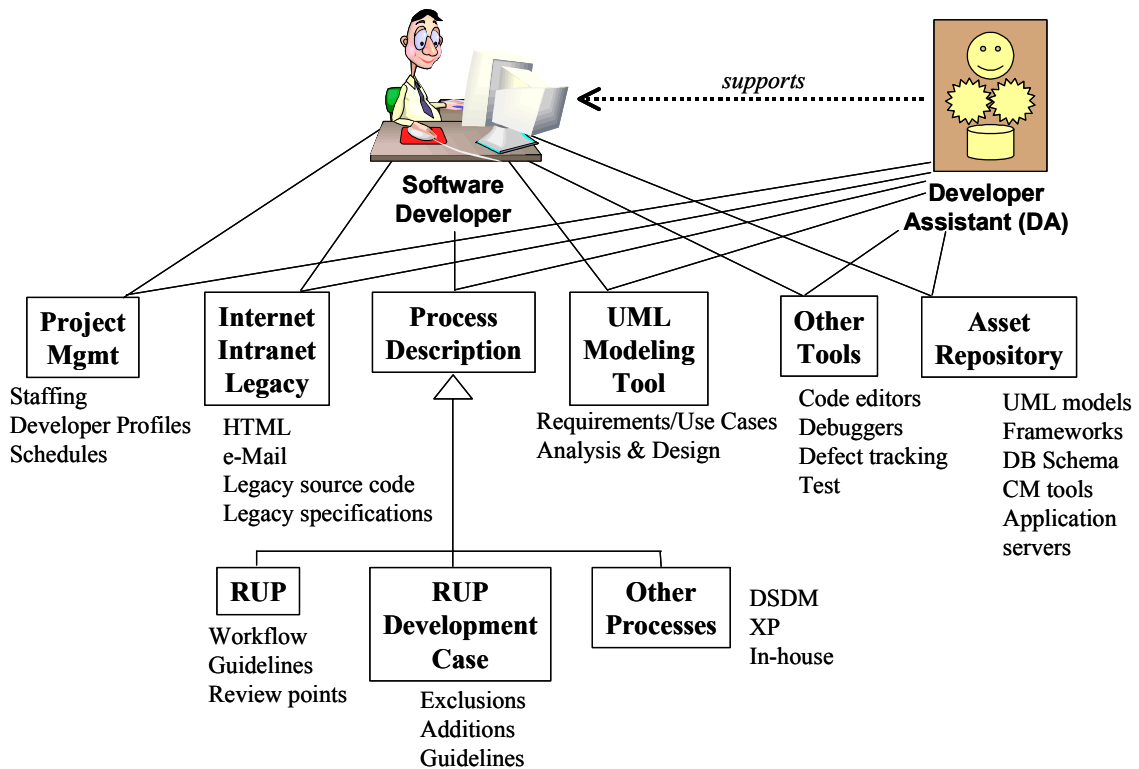 supports
Software
Developer
Developer
Assistant (DA)
Project
Mgmt
Staffing
Developer Profiles
Schedules
Internet
Intranet
Legacy
HTML
e-Mail
Legacy source code
Legacy specifications
Process
Description
UML
Modeling
Tool
Requirements/Use Cases
Analysis & Design
Other
Tools
Code editors
Debuggers
Defect tracking
Test
Asset
Repository
UML models
Frameworks
DB Schema
CM tools
Application
servers
RUP
Workflow
Guidelines
Review points
RUP
Development
Case
Exclusions
Additions
Guidelines
Other
Processes
DSDM
XP
In-house